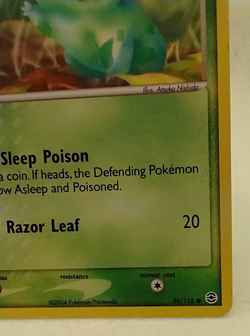 Illus. Atsuko Nishida
Sleep Poison
a coin. If heads, the Defending Pokémon
ow Asleep and Poisoned.
Razor Leaf 20
resistance retreat cost
©2004 Pokémon/Nintendo
/112